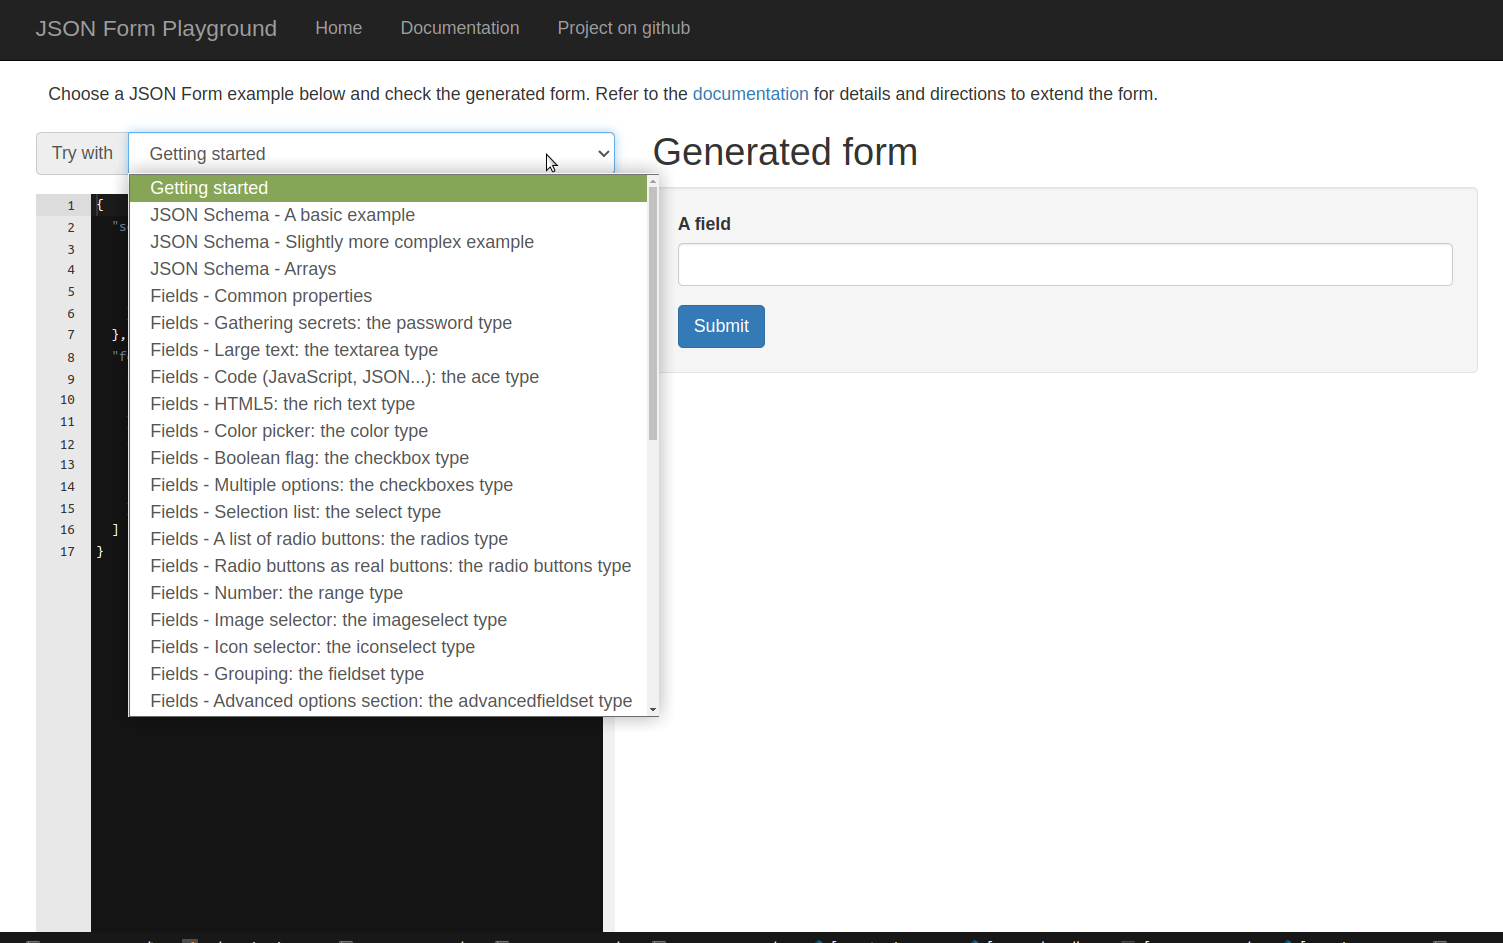 JSON Form Playground Home Documentation Project on github
Choose a JSON Form example below and check the generated form. Refer to the documentation for details and directions to extend the form.
Try with
Getting started
Getting started
JSON Schema - A basic example
JSON Schema - Slightly more complex example
JSON Schema - Arrays
Fields - Common properties
Fields - Gathering secrets: the password type
Fields - Large text: the textarea type
Fields - Code (JavaScript, JSON...): the ace type
Fields - HTML5: the rich text type
Fields - Color picker: the color type
Fields - Boolean flag: the checkbox type
Fields - Multiple options: the checkboxes type
Fields - Selection list: the select type
Fields - A list of radio buttons: the radios type
Fields - Radio buttons as real buttons: the radio buttons type
Fields - Number: the range type
Fields - Image selector: the imageselect type
Fields - Icon selector: the iconselect type
Fields - Grouping: the fieldset type
Fields - Advanced options section: the advancedfieldset type
1 {
2
3
4
5
6
7 },
8
9
10
11
12
13
14
15
16 ]
17 }
Generated form
A field
Submit